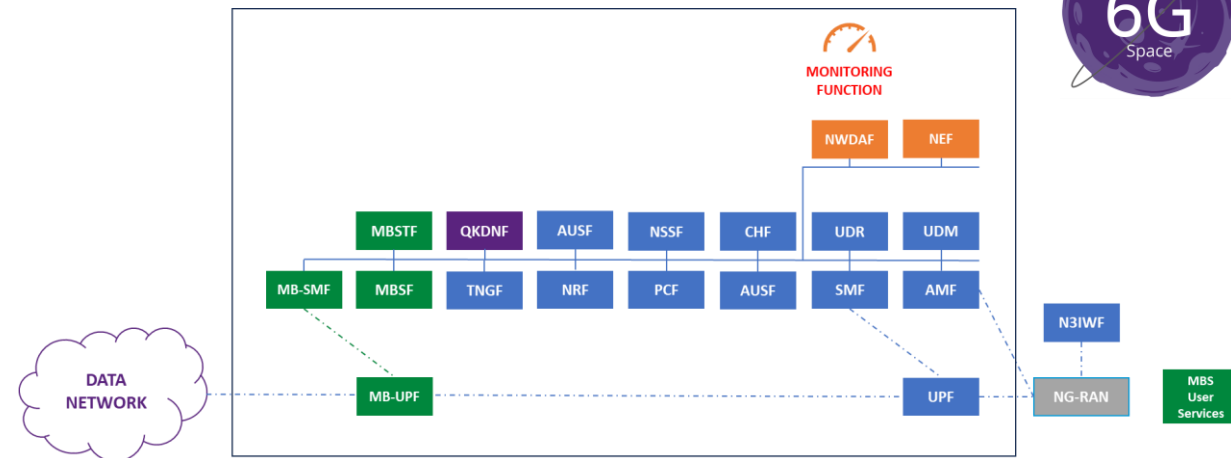 6G
Space
MONITORING
FUNCTION
NWDAF
NEF
MBSTF
QKDNF
AUSF
NSSF
CHF
UDR
UDM
MB-SMF
MBSF
TNGF
NRF
PCF
AUSF
SMF
AMF
N3IWF
DATA
NETWORK
MB-UPF
UPF
NG-RAN
MBS
User
Services